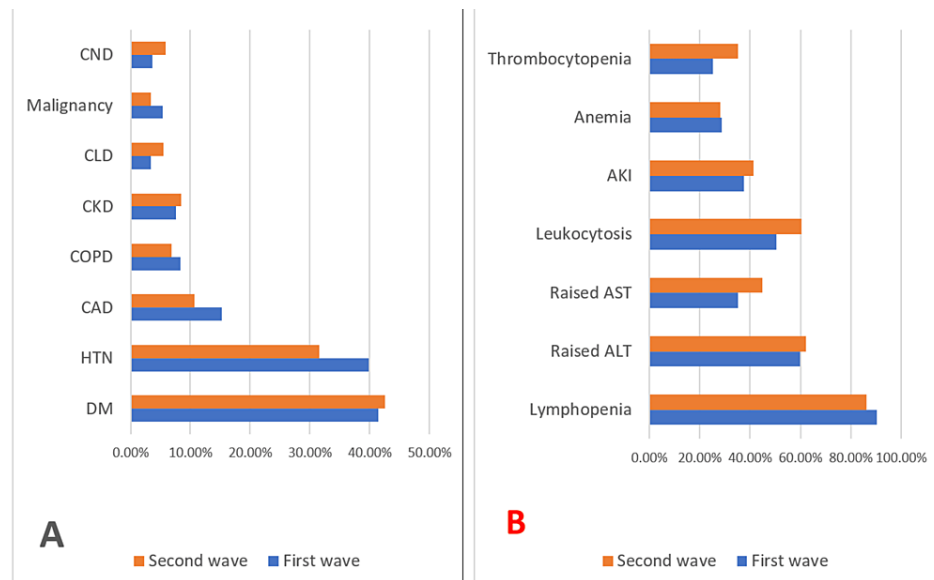 CND
Malignancy
CLD
CKD
COPD
CAD
HTN
DM
0.00% 10.00% 20.00% 30.00% 40.00% 50.00%
A
Second wave First wave
Thrombocytopenia
Anemia
AKI
Leukocytosis
Raised AST
Raised ALT
Lymphopenia
0.00% 20.00% 40.00% 60.00% 80.00% 100.00%
B
Second wave First wave